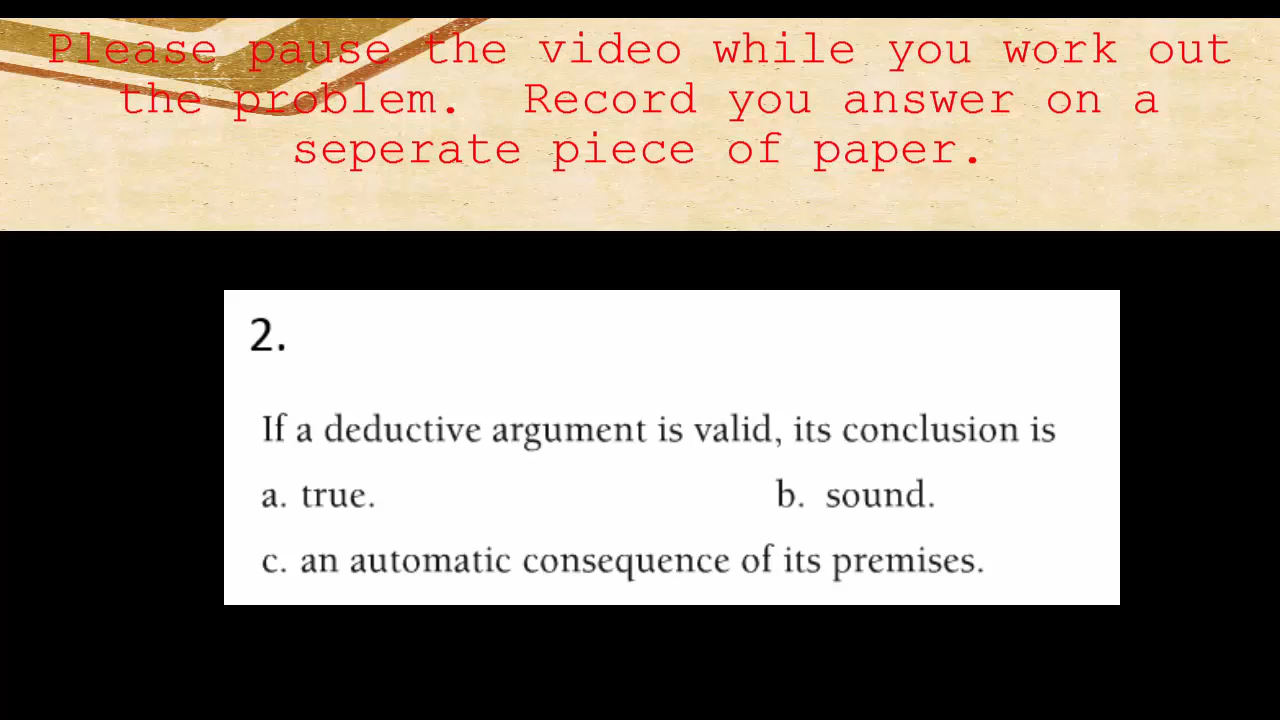 Please pause the video while you work out
the problem. Record you answer on a
seperate piece of paper.
2.
If a deductive argument is valid, its conclusion is
a. true. b. sound.
c. an automatic consequence of its premises.